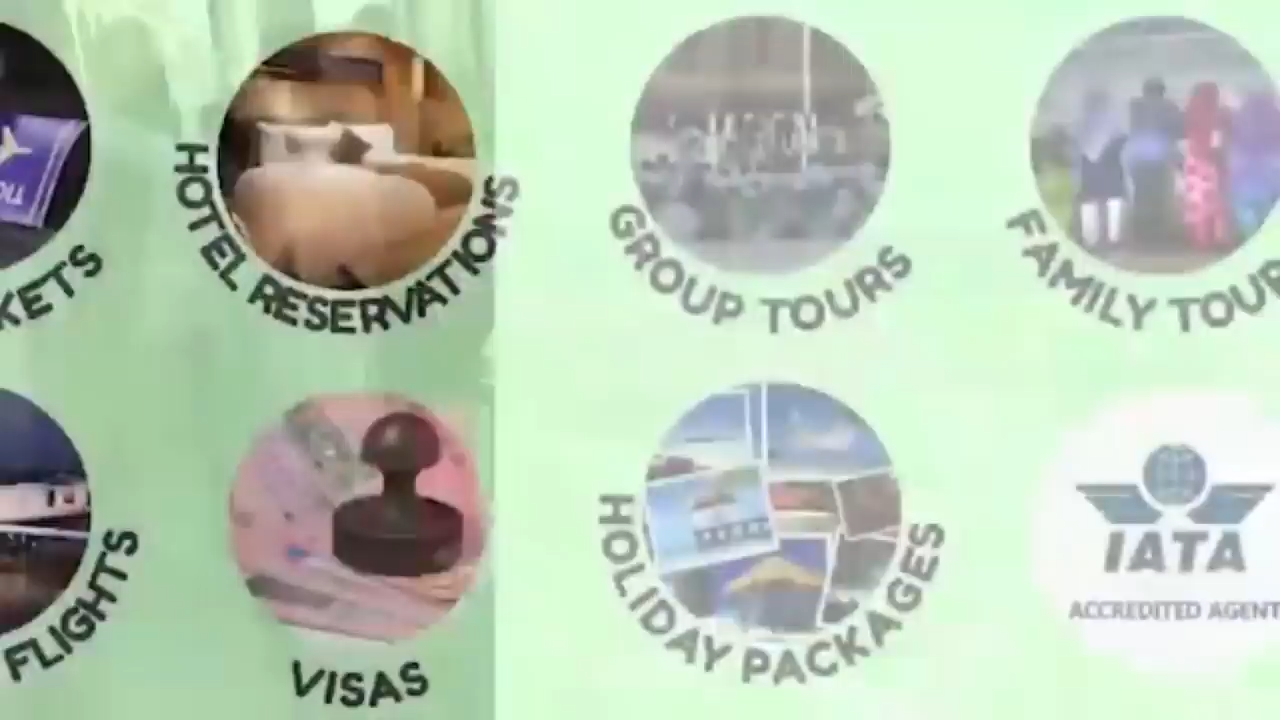 KETS
HOTEL RESERVATIONS
GROUP TOURS
FAMILY TOUR
FLIGHTS
VISAS
HOLIDAY PACKAGES
IATA
ACCREDITED AGENT